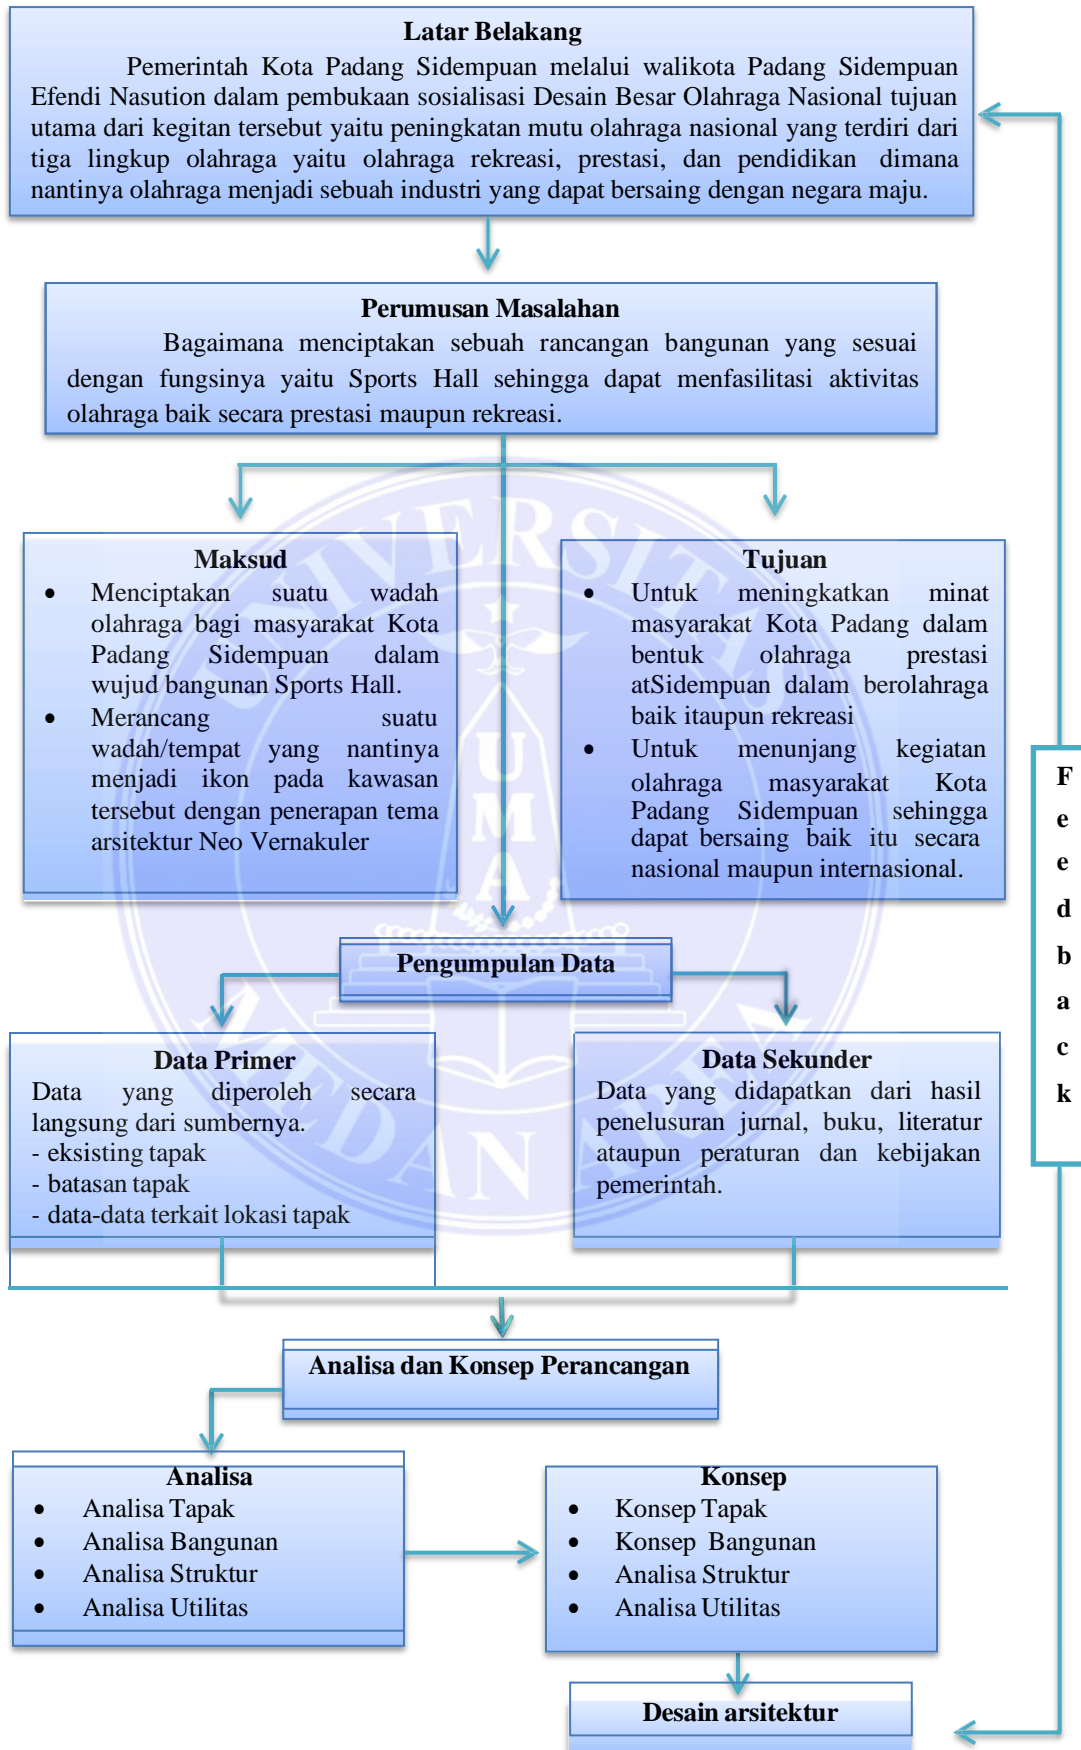 Latar Belakang
Pemerintah Kota Padang Sidempuan melalui walikota Padang Sidempuan
Efendi Nasution dalam pembukaan sosialisasi Desain Besar Olahraga Nasional tujuan
utama dari kegitan tersebut yaitu peningkatan mutu olahraga nasional yang terdiri dari
tiga lingkup olahraga yaitu olahraga rekreasi, prestasi, dan pendidikan dimana
nantinya olahraga menjadi sebuah industri yang dapat bersaing dengan negara maju.
Perumusan Masalahan
Bagaimana menciptakan sebuah rancangan bangunan yang sesuai
dengan fungsinya yaitu Sports Hall sehingga dapat menfasilitasi aktivitas
olahraga baik secara prestasi maupun rekreasi.
Maksud
• Menciptakan suatu wadah
olahraga bagi masyarakat Kota
Padang Sidempuan dalam
wujud bangunan Sports Hall.
• Merancang suatu
wadah/tempat yang nantinya
menjadi ikon pada kawasan
tersebut dengan penerapan tema
arsitektur Neo Vernakuler
Tujuan
• Untuk meningkatkan minat
masyarakat Kota Padang dalam
bentuk olahraga prestasi
atSidempuan dalam berolahraga
baik itaupun rekreasi
• Untuk menunjang kegiatan
olahraga masyarakat Kota
Padang Sidempuan sehingga
dapat bersaing baik itu secara
nasional maupun internasional.
Pengumpulan Data
Data Primer
Data yang diperoleh secara
langsung dari sumbernya.
- eksisting tapak
- batasan tapak
- data-data terkait lokasi tapak
Data Sekunder
Data yang didapatkan dari hasil
penelusuran jurnal, buku, literatur
ataupun peraturan dan kebijakan
pemerintah.
Analisa dan Konsep Perancangan
Analisa
• Analisa Tapak
• Analisa Bangunan
• Analisa Struktur
• Analisa Utilitas
Konsep
• Konsep Tapak
• Konsep Bangunan
• Analisa Struktur
• Analisa Utilitas
Desain arsitektur
F
e
e
d
b
a
c
k
UNIVERSITAS
MEDAN AREA
U
M
A